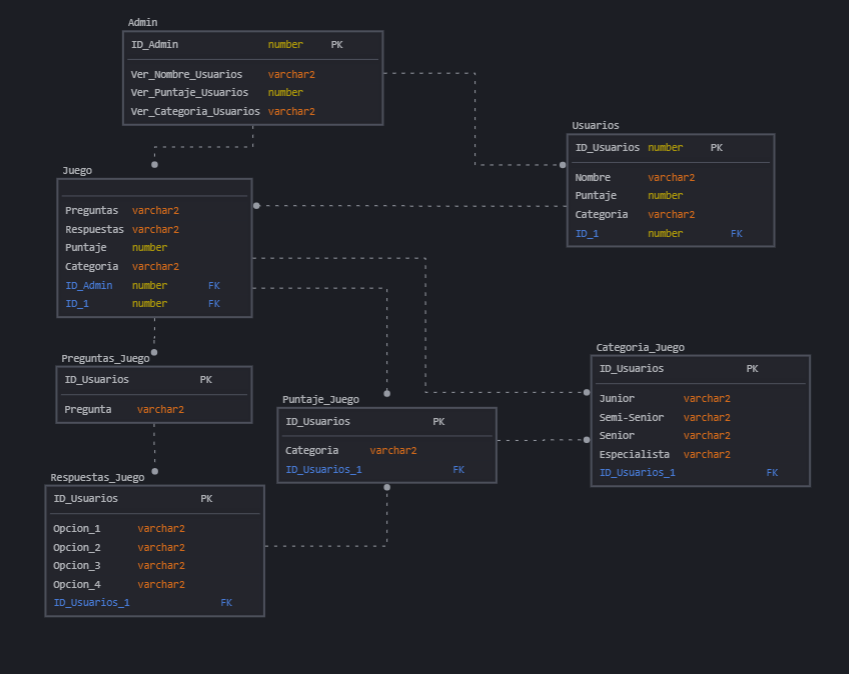 Admin
ID_Admin number PK
Ver_Nombre_Usuarios varchar2
Ver_Puntaje_Usuarios number
Ver_Categoria_Usuarios varchar2
Usuarios
ID_Usuarios number PK
Nombre varchar2
Puntaje number
Categoria varchar2
ID_1 number FK
Juego
Preguntas varchar2
Respuestas varchar2
Puntaje number
Categoria varchar2
ID_Admin number FK
ID_1 number FK
Preguntas_Juego
ID_Usuarios PK
Pregunta varchar2
Categoria_Juego
ID_Usuarios PK
Junior varchar2
Semi-Senior varchar2
Senior varchar2
Especialista varchar2
ID_Usuarios_1 FK
Puntaje_Juego
ID_Usuarios PK
Categoria varchar2
ID_Usuarios_1 FK
Respuestas_Juego
ID_Usuarios PK
Opcion_1 varchar2
Opcion_2 varchar2
Opcion_3 varchar2
Opcion_4 varchar2
ID_Usuarios_1 FK